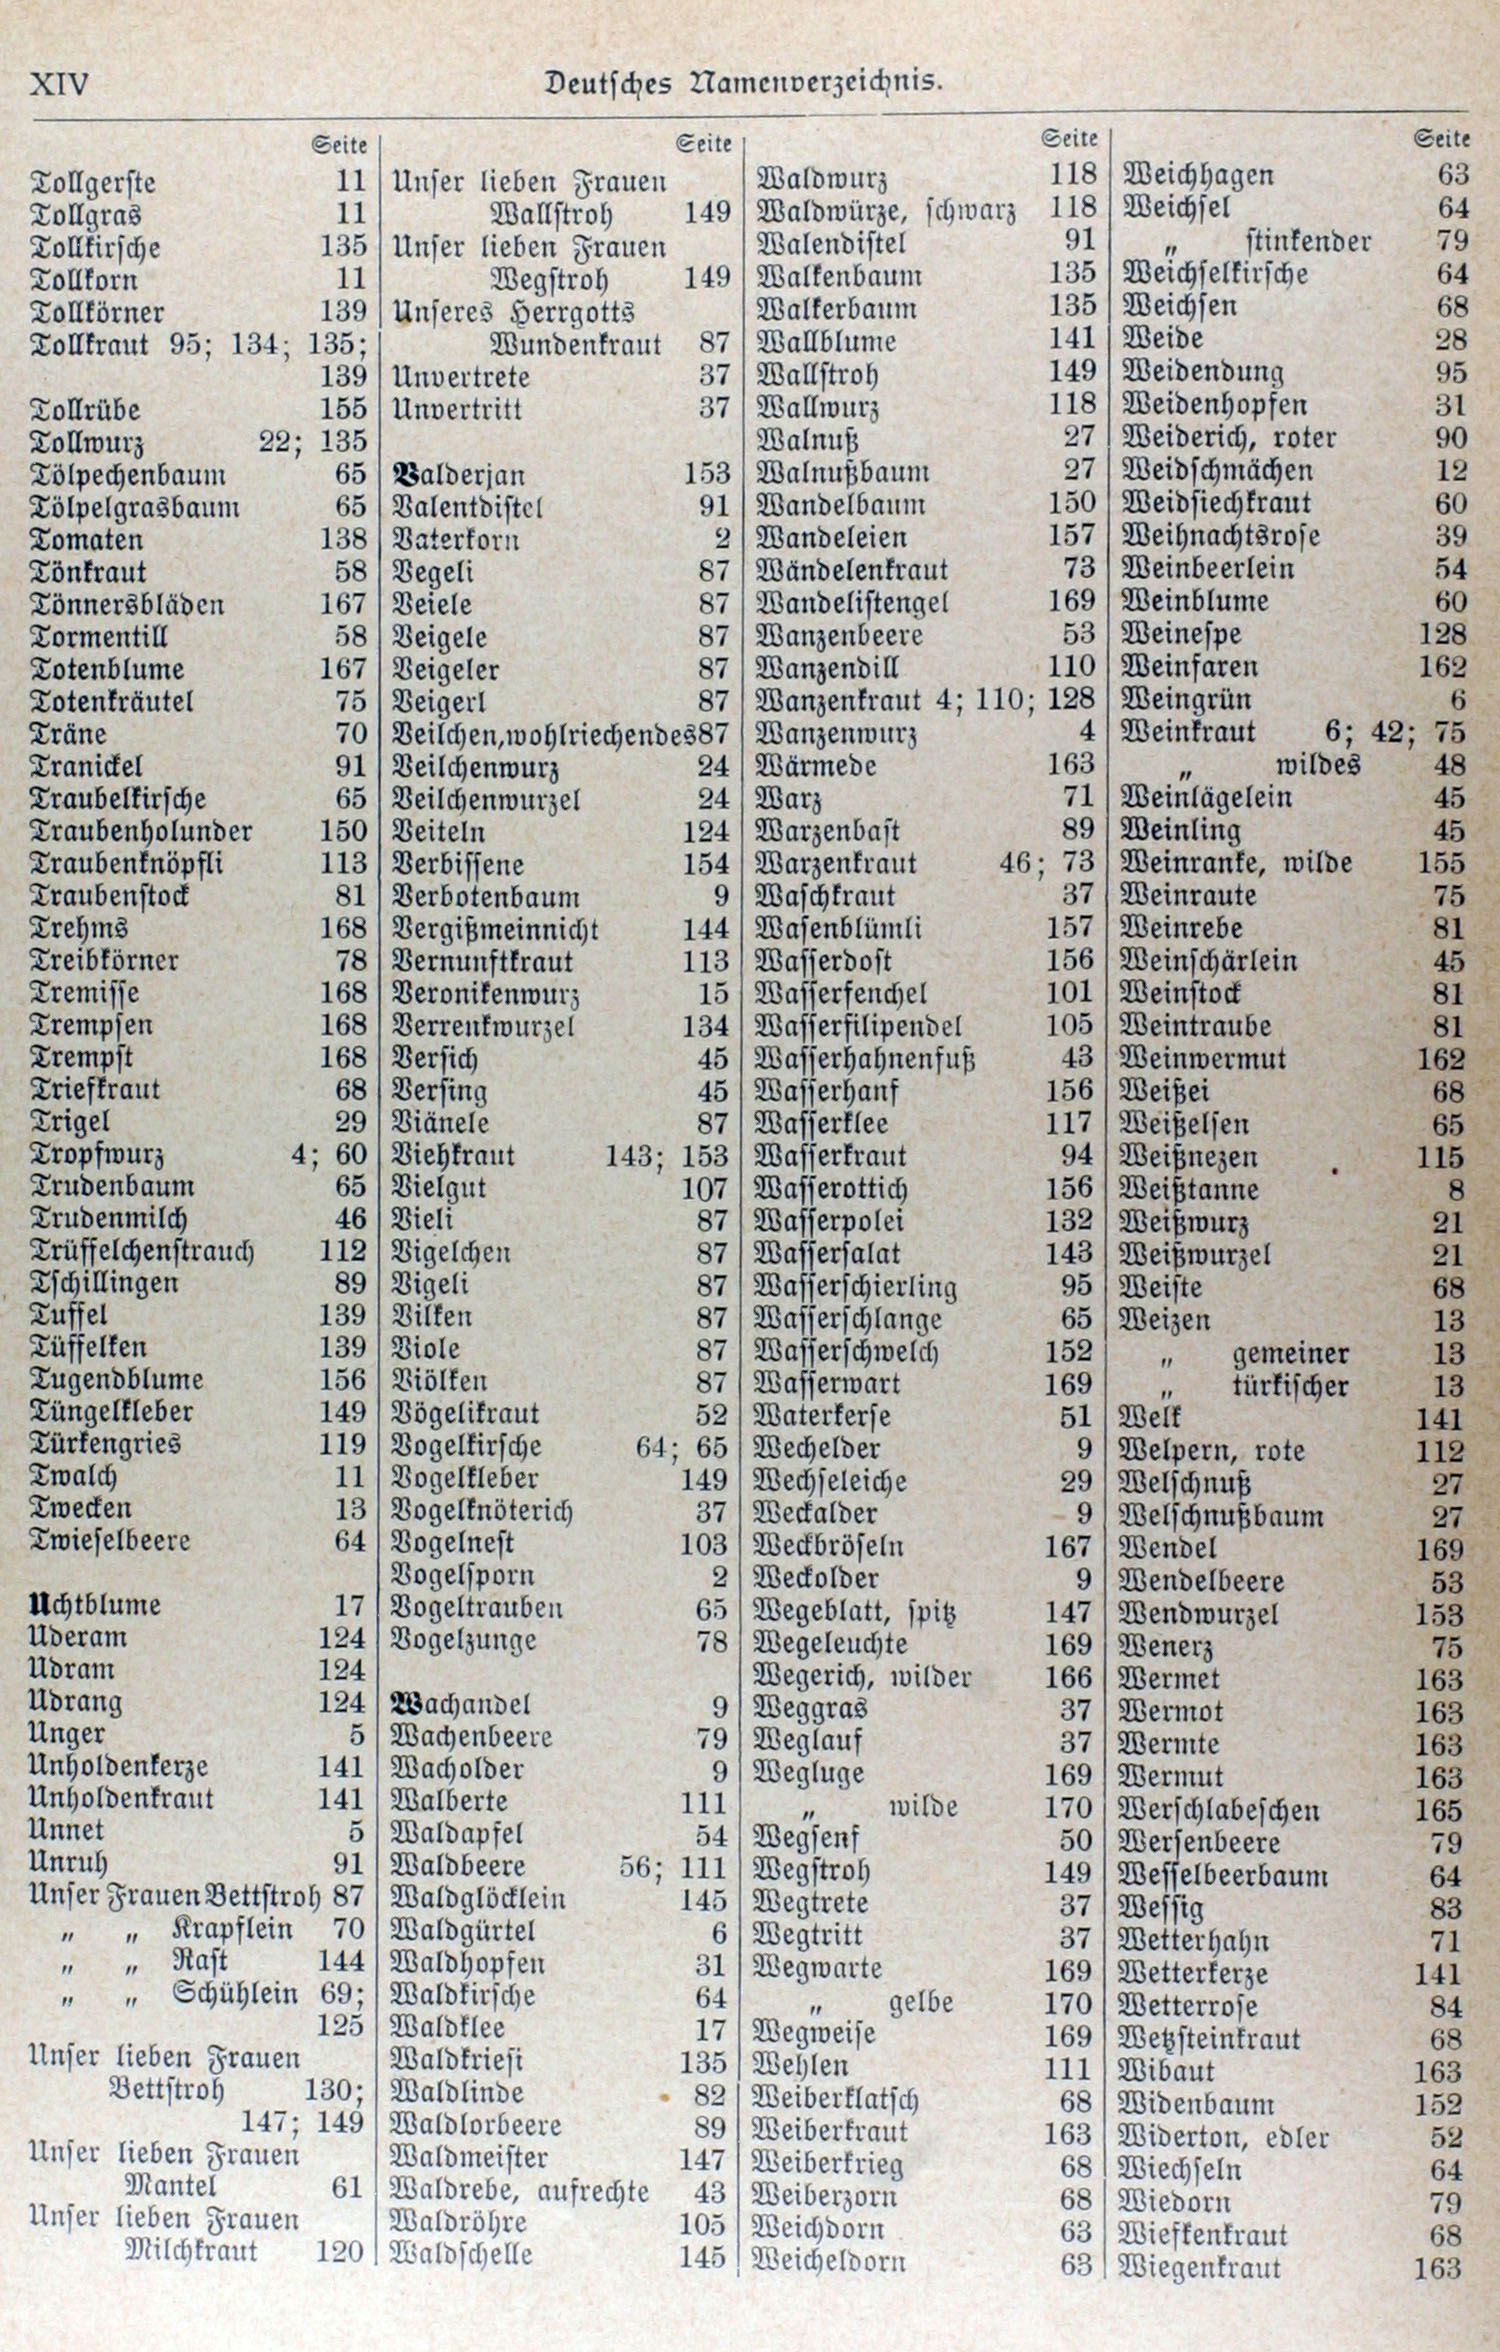 XIV
Deutsches Namenverzeichnis.
Seite
Tollgerste 11
Tollgras 11
Tollkirsche 135
Tollkorn 11
Tollkörner 139
Tollkraut 95; 134; 135;
139
Tollrübe 155
Tollwurz 22; 135
Tölpechenbaum 65
Tölpelgrasbaum 65
Tomaten 138
Tönkraut 58
Tönnersbläden 167
Tormentill 58
Totenblume 167
Totenkräutel 75
Träne 70
Tranickel 91
Traubelkirsche 65
Traubenholunder 150
Traubenknöpfli 113
Traubenstock 81
Trehms 168
Treibkörner 78
Tremisse 168
Trempsen 168
Trempst 168
Triefkraut 68
Trigel 29
Tropfwurz 4; 60
Trudenbaum 65
Trudenmilch 46
Trüffelchenstrauch 112
Tschillingen 89
Tuffel 139
Tüffelken 139
Tugendblume 156
Tüngelkleber 149
Türkengries 119
Twalch 11
Twecken 13
Twieselbeere 64
Uchtblume 17
Uderam 124
Udram 124
Udrang 124
Unger 5
Unholdenkerze 141
Unholdenkraut 141
Unnet 5
Unruh 91
Unser Frauen Bettstroh 87
„ „ Krapflein 70
„ „ Rast 144
„ „ Schühlein 69;
125
Unser lieben Frauen
Bettstroh 130;
147; 149
Unser lieben Frauen
Mantel 61
Unser lieben Frauen
Milchkraut 120
Seite
Unser lieben Frauen
Wallstroh 149
Unser lieben Frauen
Wegstroh 149
Unseres Herrgotts
Wundenkraut 87
Unvertrete 37
Unvertritt 37
Valderjan 153
Valentdistel 91
Vaterkorn 2
Vegeli 87
Veiele 87
Veigele 87
Veigeler 87
Veigerl 87
Veilchen, wohlriechendes 87
Veilchenwurz 24
Veilchenwurzel 24
Veiteln 124
Verbissene 154
Verbotenbaum 9
Vergißmeinnicht 144
Vernunftkraut 113
Veronikenwurz 15
Verrenkwurzel 134
Versich 45
Versing 45
Viänele 87
Viehkraut 143; 153
Vielgut 107
Vieli 87
Vigelchen 87
Vigeli 87
Vilken 87
Viole 87
Viölken 87
Vögelikraut 52
Vogelkirsche 64; 65
Vogelkleber 149
Vogelknöterich 37
Vogelnest 103
Vogelsporn 2
Vogeltrauben 65
Vogelzunge 78
Wachandel 9
Wachenbeere 79
Wacholder 9
Walberte 111
Waldapfel 54
Waldbeere 56; 111
Waldglöcklein 145
Waldgürtel 6
Waldhopfen 31
Waldkirsche 64
Waldklee 17
Waldkriesi 135
Waldlinde 82
Waldlorbeere 89
Waldmeister 147
Waldrebe, aufrechte 43
Waldröhre 105
Waldschelle 145
Seite
Waldwurz 118
Waldwürze, schwarz 118
Walendistel 91
Walkenbaum 135
Walkerbaum 135
Wallblume 141
Wallstroh 149
Wallwurz 118
Walnuß 27
Walnußbaum 27
Wandelbaum 150
Wandeleien 157
Wändelenkraut 73
Wandelistengel 169
Wanzenbeere 53
Wanzendill 110
Wanzenkraut 4; 110; 128
Wanzenwurz 4
Wärmede 163
Warz 71
Warzenbast 89
Warzenkraut 46; 73
Waschkraut 37
Wasenblümli 157
Wasserdost 156
Wasserfenchel 101
Wasserfilipendel 105
Wasserhahnenfuß 43
Wasserhanf 156
Wasserklee 117
Wasserkraut 94
Wasserottich 156
Wasserpolei 132
Wassersalat 143
Wasserschierling 95
Wasserschlange 65
Wasserschwelch 152
Wasserwart 169
Waterkerse 51
Wechelder 9
Wechseleiche 29
Weckalder 9
Weckbröseln 167
Weckolder 9
Wegeblatt, spitz 147
Wegeleuchte 169
Wegerich, wilder 166
Weggras 37
Weglauf 37
Wegluge 169
„ wilde 170
Wegsenf 50
Wegstroh 149
Wegtrete 37
Wegtritt 37
Wegwarte 169
„ gelbe 170
Wegweise 169
Wehlen 111
Weiberklatsch 68
Weiberkraut 163
Weiberkrieg 68
Weiberzorn 68
Weichdorn 63
Weicheldorn 63
Seite
Weichhagen 63
Weichsel 64
„ stinkender 79
Weichselkirsche 64
Weichsen 68
Weide 28
Weidendung 95
Weidenhopfen 31
Weiderich, roter 90
Weidschmächen 12
Weidsiechkraut 60
Weihnachtsrose 39
Weinbeerlein 54
Weinblume 60
Weinespe 128
Weinfaren 162
Weingrün 6
Weinkraut 6; 42; 75
„ wildes 48
Weinlägelein 45
Weinling 45
Weinranke, wilde 155
Weinraute 75
Weinrebe 81
Weinschärlein 45
Weinstock 81
Weintraube 81
Weinwermut 162
Weißei 68
Weißelsen 65
Weißnezen 115
Weißtanne 8
Weißwurz 21
Weißwurzel 21
Weiste 68
Weizen 13
„ gemeiner 13
„ türkischer 13
Welk 141
Welpern, rote 112
Welschnuß 27
Welschnußbaum 27
Wendel 169
Wendelbeere 53
Wendwurzel 153
Wenerz 75
Wermet 163
Wermot 163
Wermte 163
Wermut 163
Werschlabeschen 165
Wersenbeere 79
Wesselbeerbaum 64
Wessig 83
Wetterhahn 71
Wetterkerze 141
Wetterrose 84
Wetzsteinkraut 68
Wibaut 163
Widenbaum 152
Widerton, edler 52
Wiechseln 64
Wiedorn 79
Wiefkenkraut 68
Wiegenkraut 163